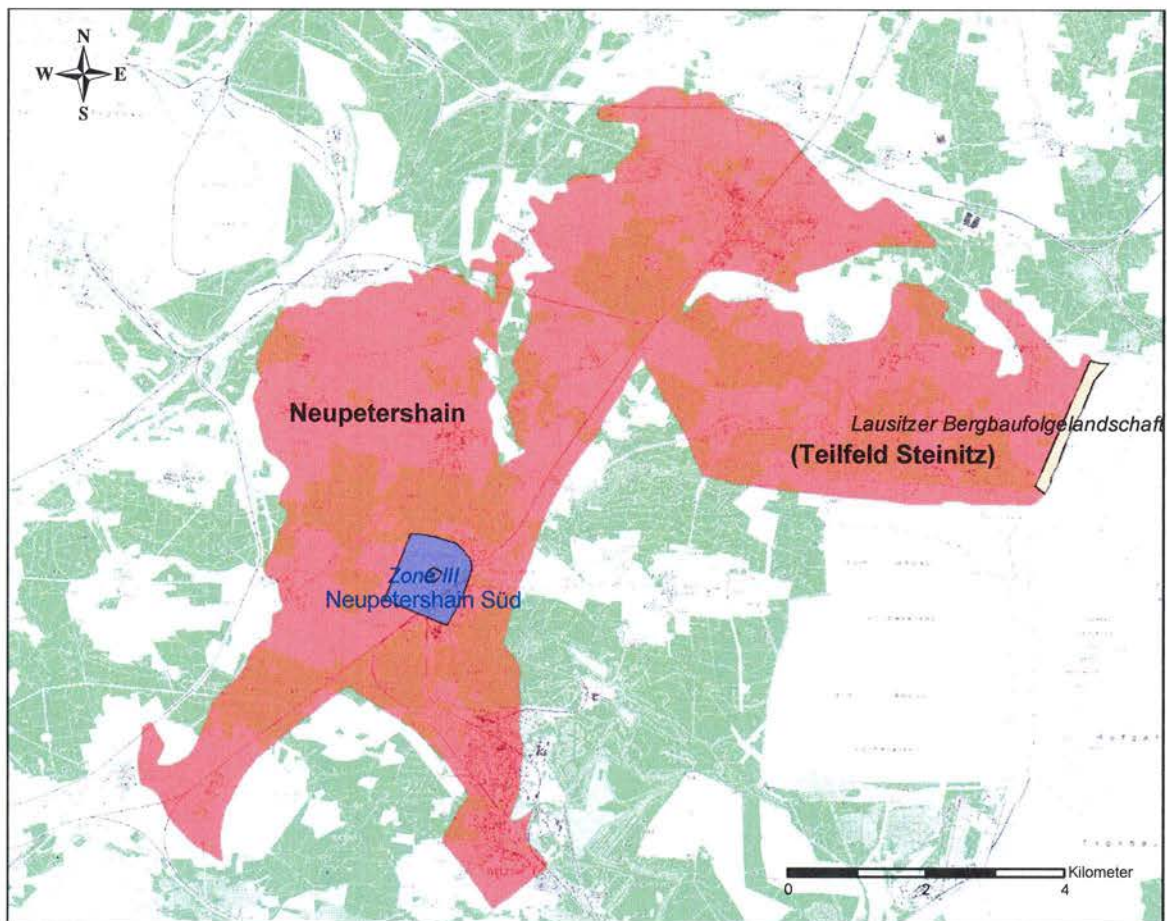 N
W E
S
Neupetershain
Lausitzer Bergbaufolgelandschaft
(Teilfeld Steinitz)
Zone III
Neupetershain Süd
Kilometer
0 2 4